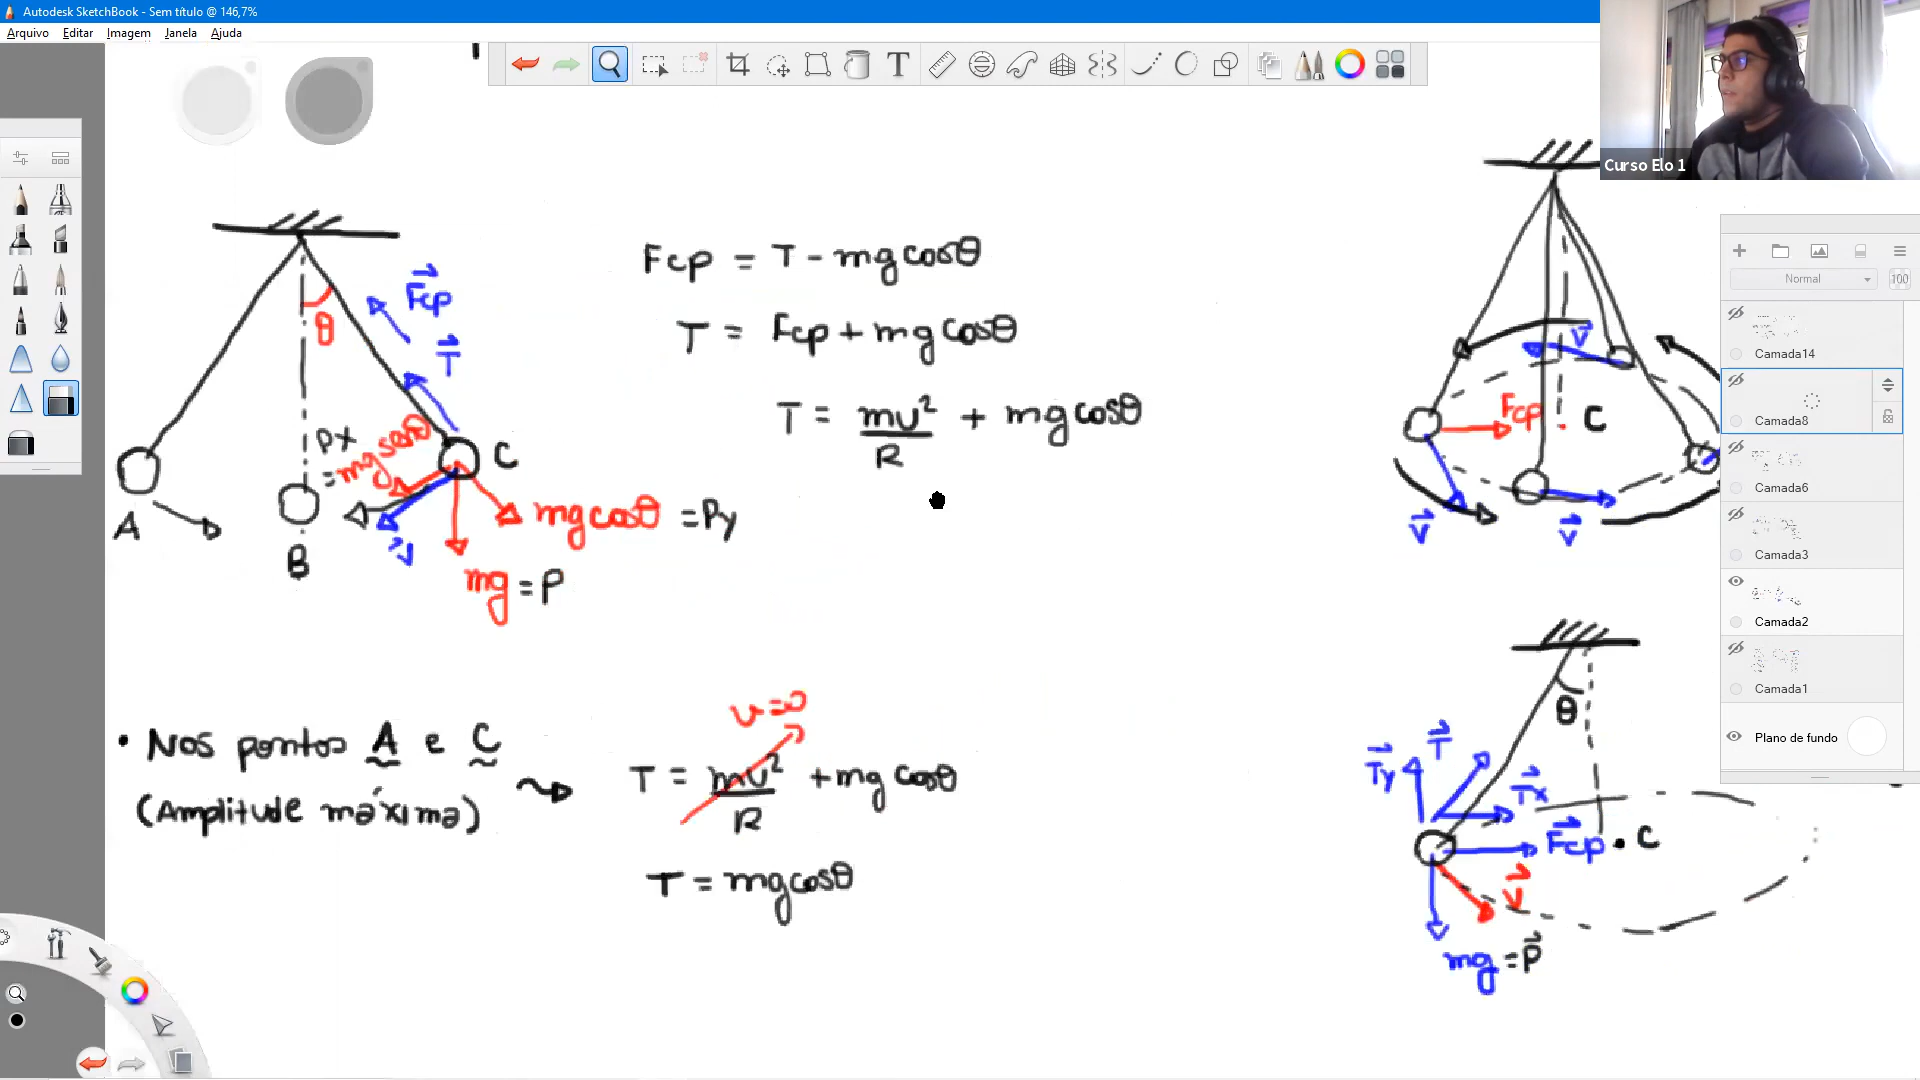 Autodesk SketchBook - Sem título @ 146,7%
Arquivo Editar Imagem Janela Ajuda
Curso Elo 1
Normal
100
Camada14
Camada8
Camada6
Camada3
Camada2
Camada1
Plano de fundo
θ
Fcp
T
Px = mg senθ
C
A
B
V
mg cosθ = Py
mg = P
Fcp = T - mg cosθ
T = Fcp + mg cosθ
T = mv²/R + mg cosθ
V
Fcp
C
V
V
• Nos pontos A e C
(Amplitude máxima)
v=0
T = mv²/R + mg cosθ
T = mg cosθ
θ
T
Ty
Tx
Fcp
C
V
mg = P